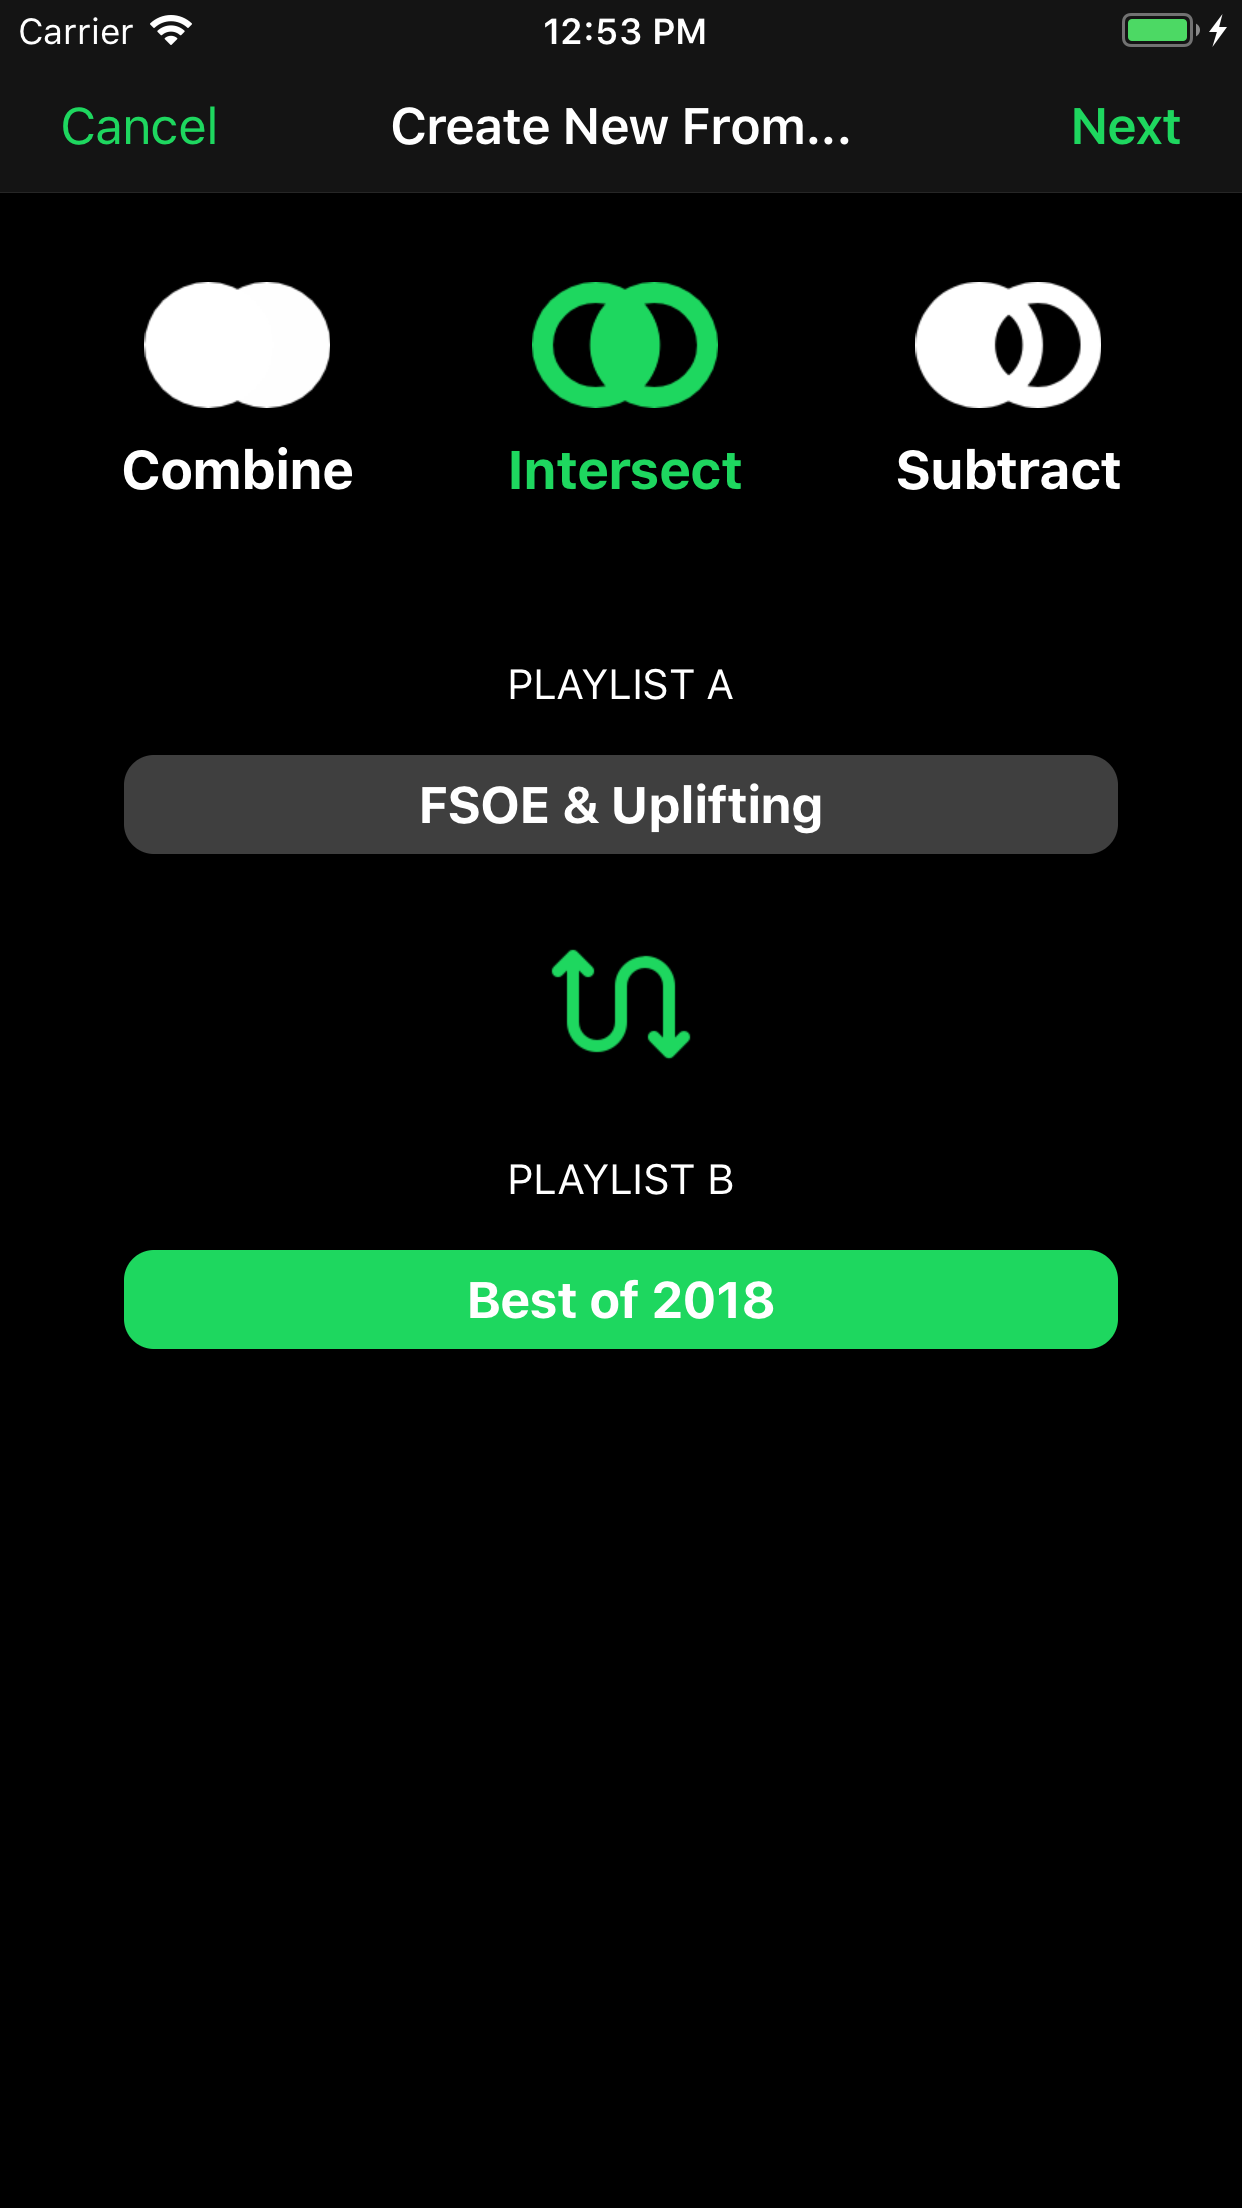 Carrier 12:53 PM
Cancel Create New From... Next
Combine Intersect Subtract
PLAYLIST A
FSOE & Uplifting
PLAYLIST B
Best of 2018